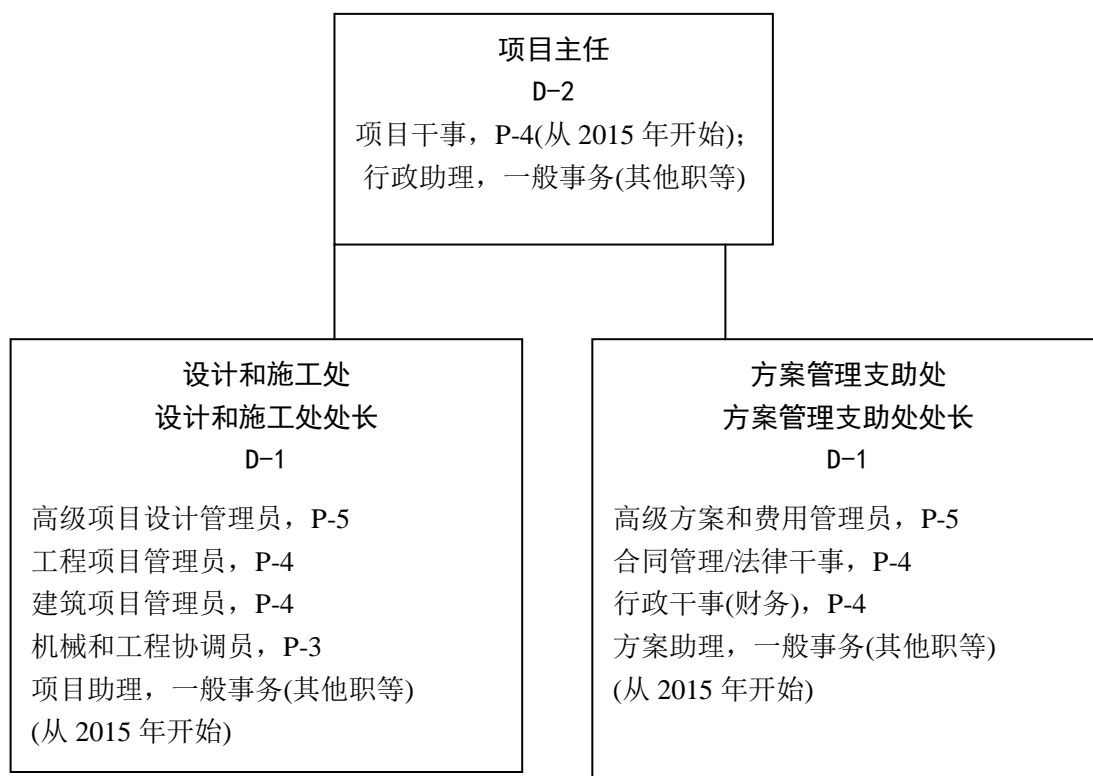 项目主任
D-2
项目干事，P-4(从 2015 年开始)；
行政助理，一般事务(其他职等)
设计和施工处
设计和施工处处长
D-1
高级项目设计管理员，P-5
工程项目管理员，P-4
建筑项目管理员，P-4
机械和工程协调员，P-3
项目助理，一般事务(其他职等)
(从 2015 年开始)
方案管理支助处
方案管理支助处处长
D-1
高级方案和费用管理员，P-5
合同管理/法律干事，P-4
行政干事(财务)，P-4
方案助理，一般事务(其他职等)
(从 2015 年开始)